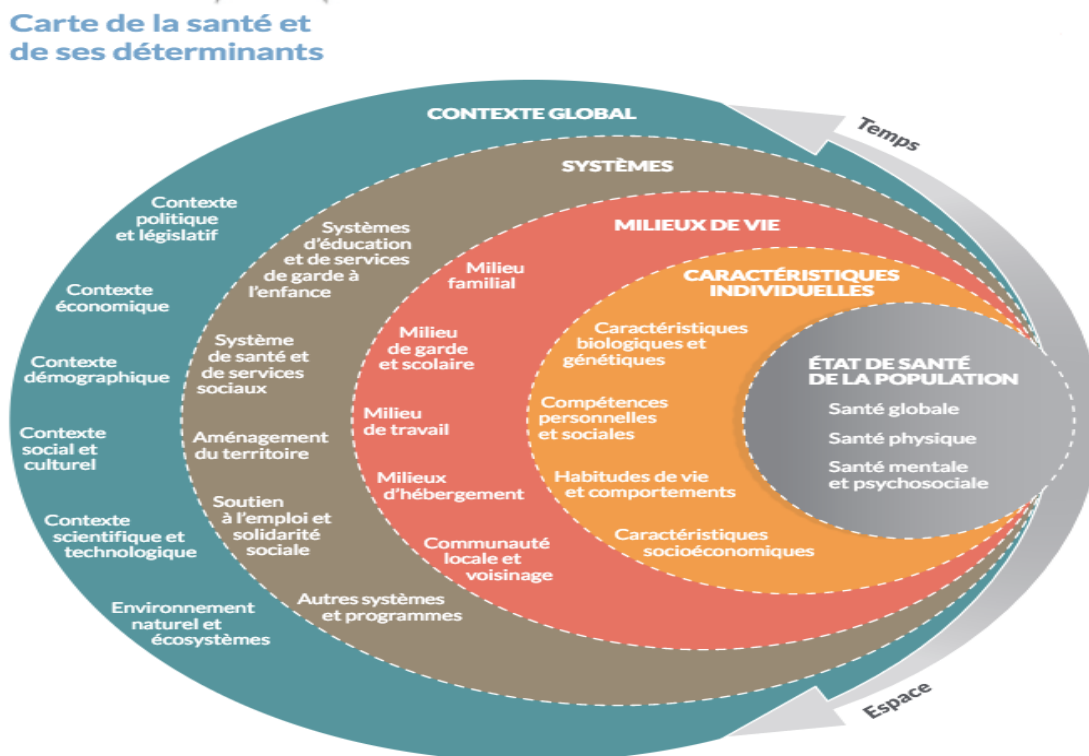 Carte de la santé et
de ses déterminants
CONTEXTE GLOBAL
Temps
SYSTÈMES
MILIEUX DE VIE
CARACTÉRISTIQUES
INDIVIDUELLES
ÉTAT DE SANTÉ
DE LA POPULATION
Santé globale
Santé physique
Santé mentale
et psychosociale
Contexte
politique
et législatif
Contexte
économique
Contexte
démographique
Contexte
social et
culturel
Contexte
scientifique et
technologique
Environnement
naturel et
écosystèmes
Systèmes
d'éducation
et de services
de garde à
l'enfance
Système
de santé et
de services
sociaux
Aménagement
du territoire
Soutien
à l'emploi et
solidarité
sociale
Autres systèmes
et programmes
Milieu
familial
Milieu
de garde
et scolaire
Milieu
de travail
Milieux
d'hébergement
Communauté
locale et
voisinage
Caractéristiques
biologiques et
génétiques
Compétences
personnelles
et sociales
Habitudes de vie
et comportements
Caractéristiques
socioéconomiques
Espace